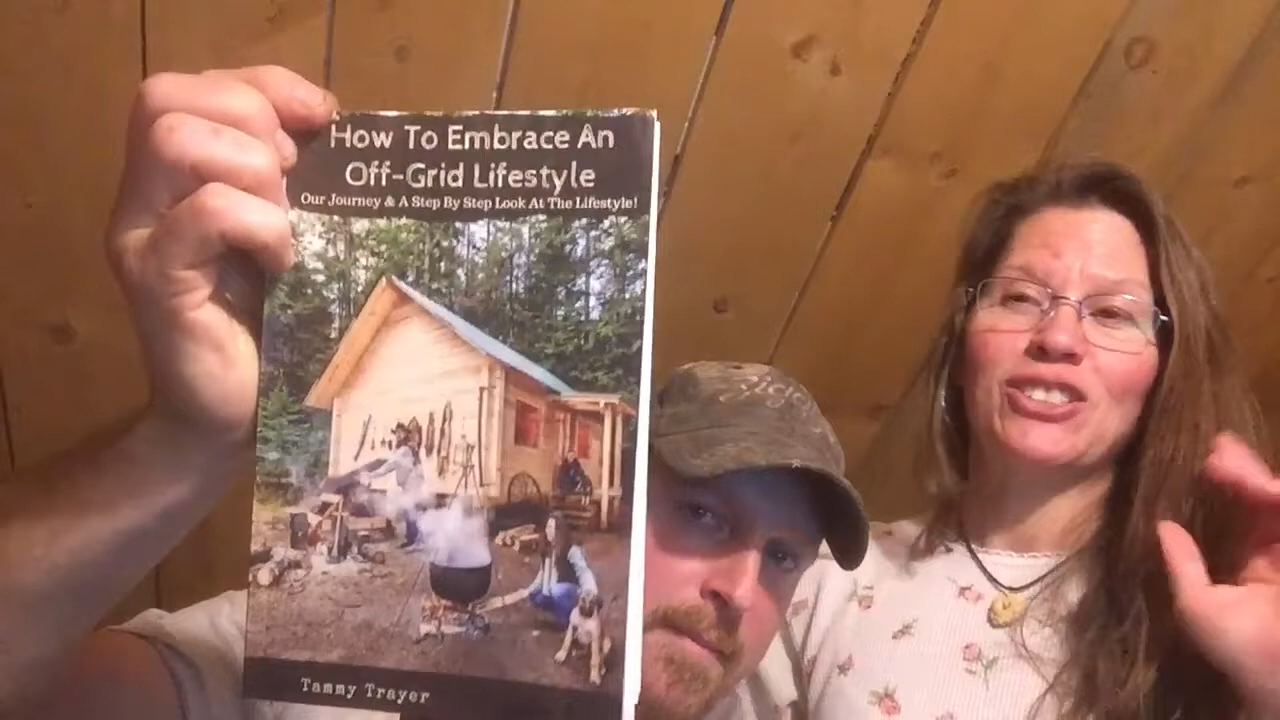 How To Embrace An
Off-Grid Lifestyle
Our Journey & A Step By Step Look At The Lifestyle!
Tammy Trayer